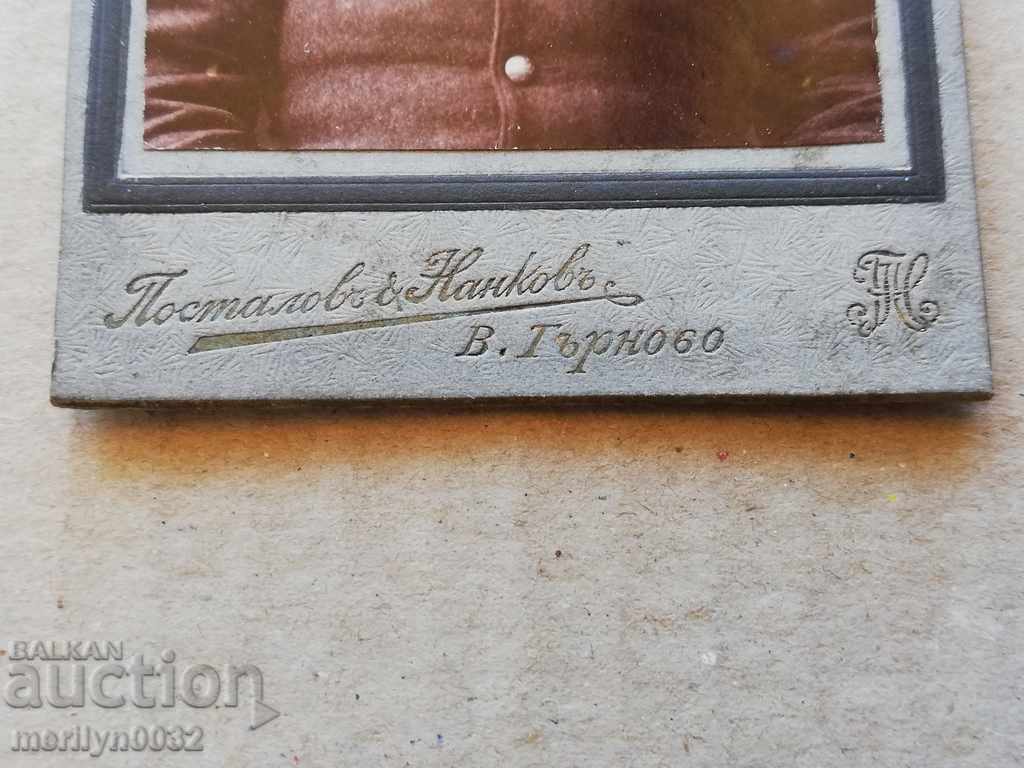 Посталовъ & Нанковъ
В. Търново
ПН
BALKAN
auction
merilyn0032